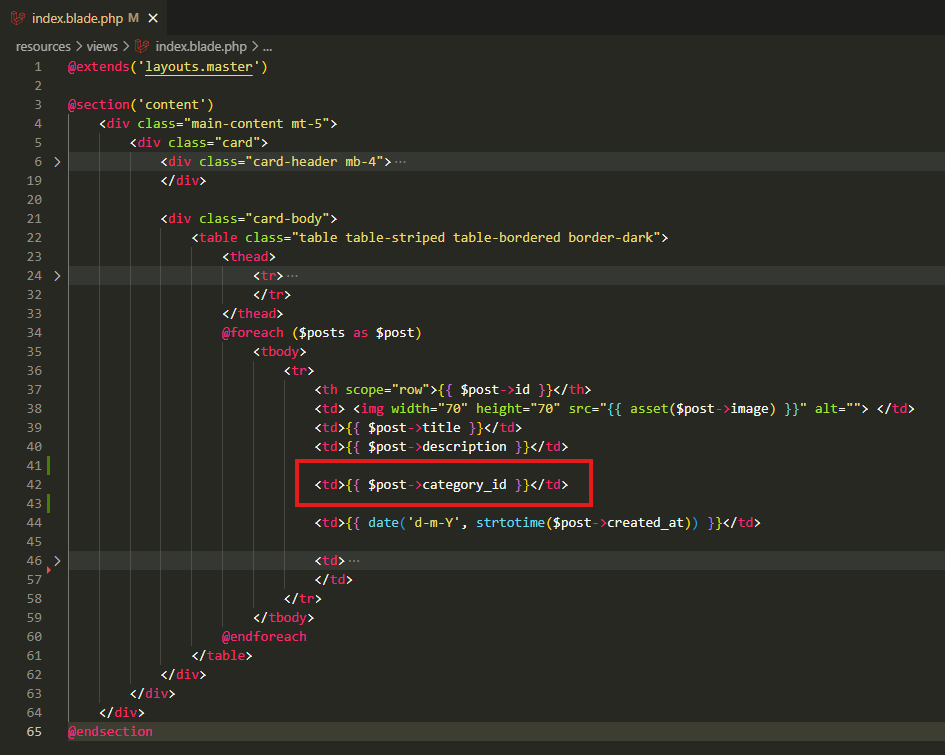 index.blade.php M ×
resources > views > index.blade.php > ...
1 @extends('layouts.master')
2
3 @section('content')
4 <div class="main-content mt-5">
5 <div class="card">
6 > <div class="card-header mb-4"> ···
19 </div>
20
21 <div class="card-body">
22 <table class="table table-striped table-bordered border-dark">
23 <thead>
24 > <tr> ···
32 </tr>
33 </thead>
34 @foreach ($posts as $post)
35 <tbody>
36 <tr>
37 <th scope="row">{{ $post->id }}</th>
38 <td> <img width="70" height="70" src="{{ asset($post->image) }}" alt=""> </td>
39 <td>{{ $post->title }}</td>
40 <td>{{ $post->description }}</td>
41
42 <td>{{ $post->category_id }}</td>
43
44 <td>{{ date('d-m-Y', strtotime($post->created_at)) }}</td>
45
46 > <td> ···
57 </td>
58 </tr>
59 </tbody>
60 @endforeach
61 </table>
62 </div>
63 </div>
64 </div>
65 @endsection